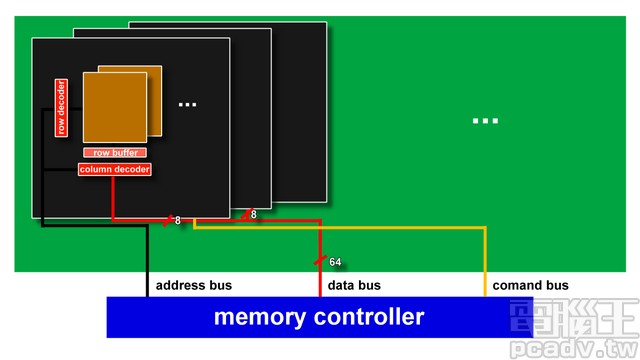 row decoder
...
...
row buffer
column decoder
8
8
64
address bus
data bus
comand bus
memory controller
電腦王
pcadv.tw